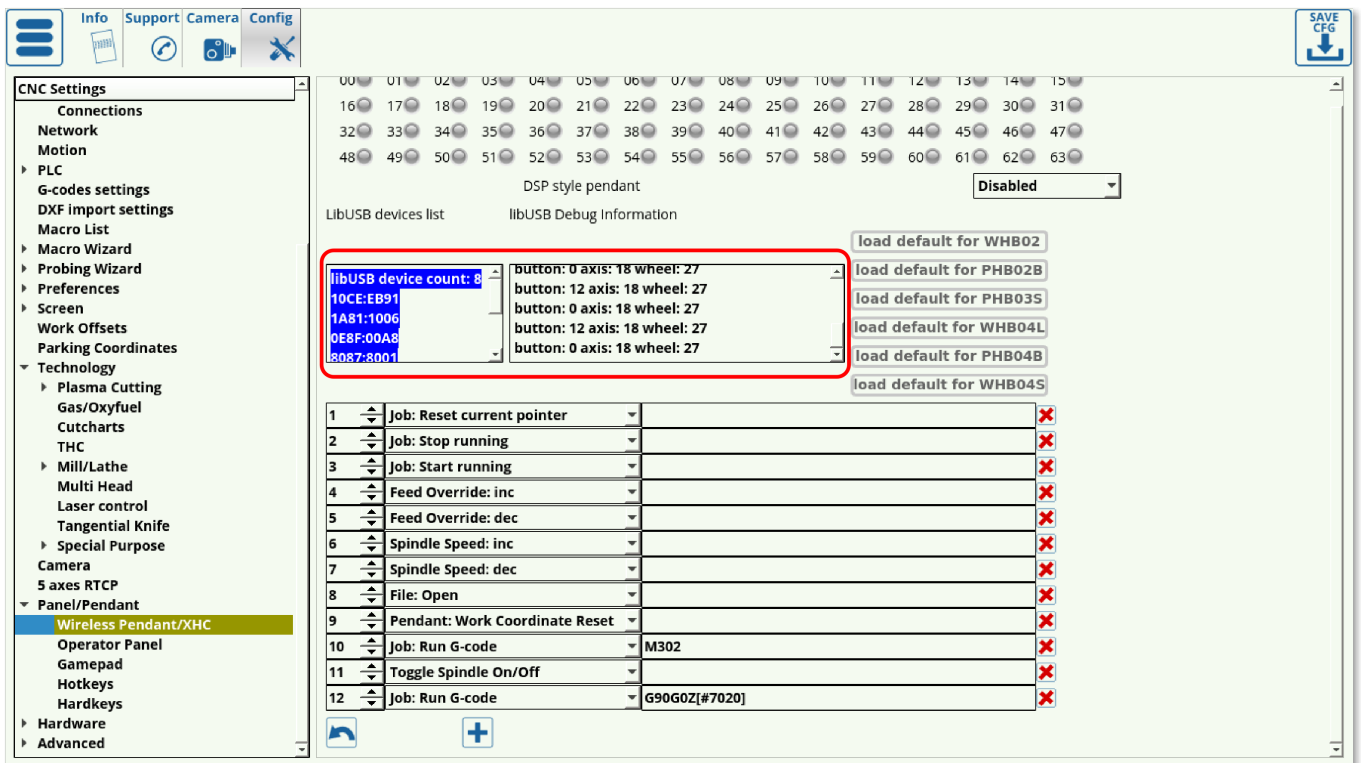 Info Support Camera Config
SAVE
CFG
CNC Settings
Connections
Network
Motion
PLC
G-codes settings
DXF import settings
Macro List
Macro Wizard
Probing Wizard
Preferences
Screen
Work Offsets
Parking Coordinates
Technology
Plasma Cutting
Gas/Oxyfuel
Cutcharts
THC
Mill/Lathe
Multi Head
Laser control
Tangential Knife
Special Purpose
Camera
5 axes RTCP
Panel/Pendant
Wireless Pendant/XHC
Operator Panel
Gamepad
Hotkeys
Hardkeys
Hardware
Advanced
00 01 02 03 04 05 06 07 08 09 10 11 12 13 14 15
16 17 18 19 20 21 22 23 24 25 26 27 28 29 30 31
32 33 34 35 36 37 38 39 40 41 42 43 44 45 46 47
48 49 50 51 52 53 54 55 56 57 58 59 60 61 62 63
DSP style pendant Disabled
LibUSB devices list libUSB Debug Information
libUSB device count: 8
10CE:EB91
1A81:1006
0E8F:00A8
8087:8001
button: 0 axis: 18 wheel: 27
button: 12 axis: 18 wheel: 27
button: 0 axis: 18 wheel: 27
button: 12 axis: 18 wheel: 27
button: 0 axis: 18 wheel: 27
load default for WHB02
load default for PHB02B
load default for PHB03S
load default for WHB04L
load default for PHB04B
load default for WHB04S
1 Job: Reset current pointer
2 Job: Stop running
3 Job: Start running
4 Feed Override: inc
5 Feed Override: dec
6 Spindle Speed: inc
7 Spindle Speed: dec
8 File: Open
9 Pendant: Work Coordinate Reset
10 Job: Run G-code M302
11 Toggle Spindle On/Off
12 Job: Run G-code G90G0Z[#7020]